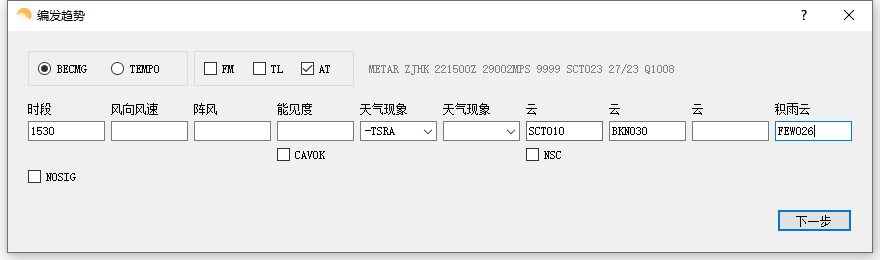 编发趋势 ?
BECMG TEMPO FM TL AT METAR ZJHK 221500Z 29002MPS 9999 SCT023 27/23 Q1008
时段 风向风速 阵风 能见度 天气现象 天气现象 云 云 云 积雨云
1530 -TSRA SCT010 BKN030 FEW026
CAVOK NSC
NOSIG
下一步